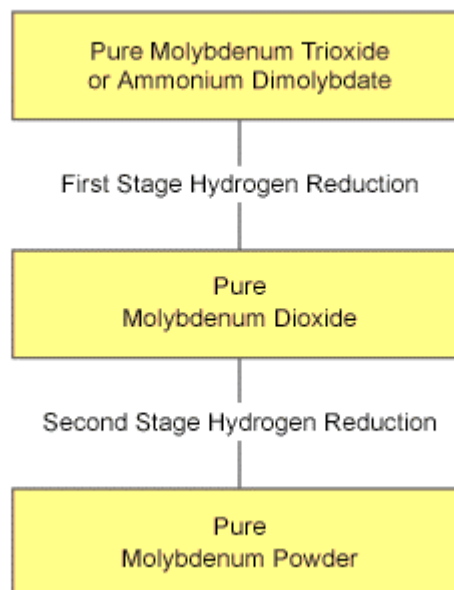 Pure Molybdenum Trioxide
or Ammonium Dimolybdate
First Stage Hydrogen Reduction
Pure
Molybdenum Dioxide
Second Stage Hydrogen Reduction
Pure
Molybdenum Powder